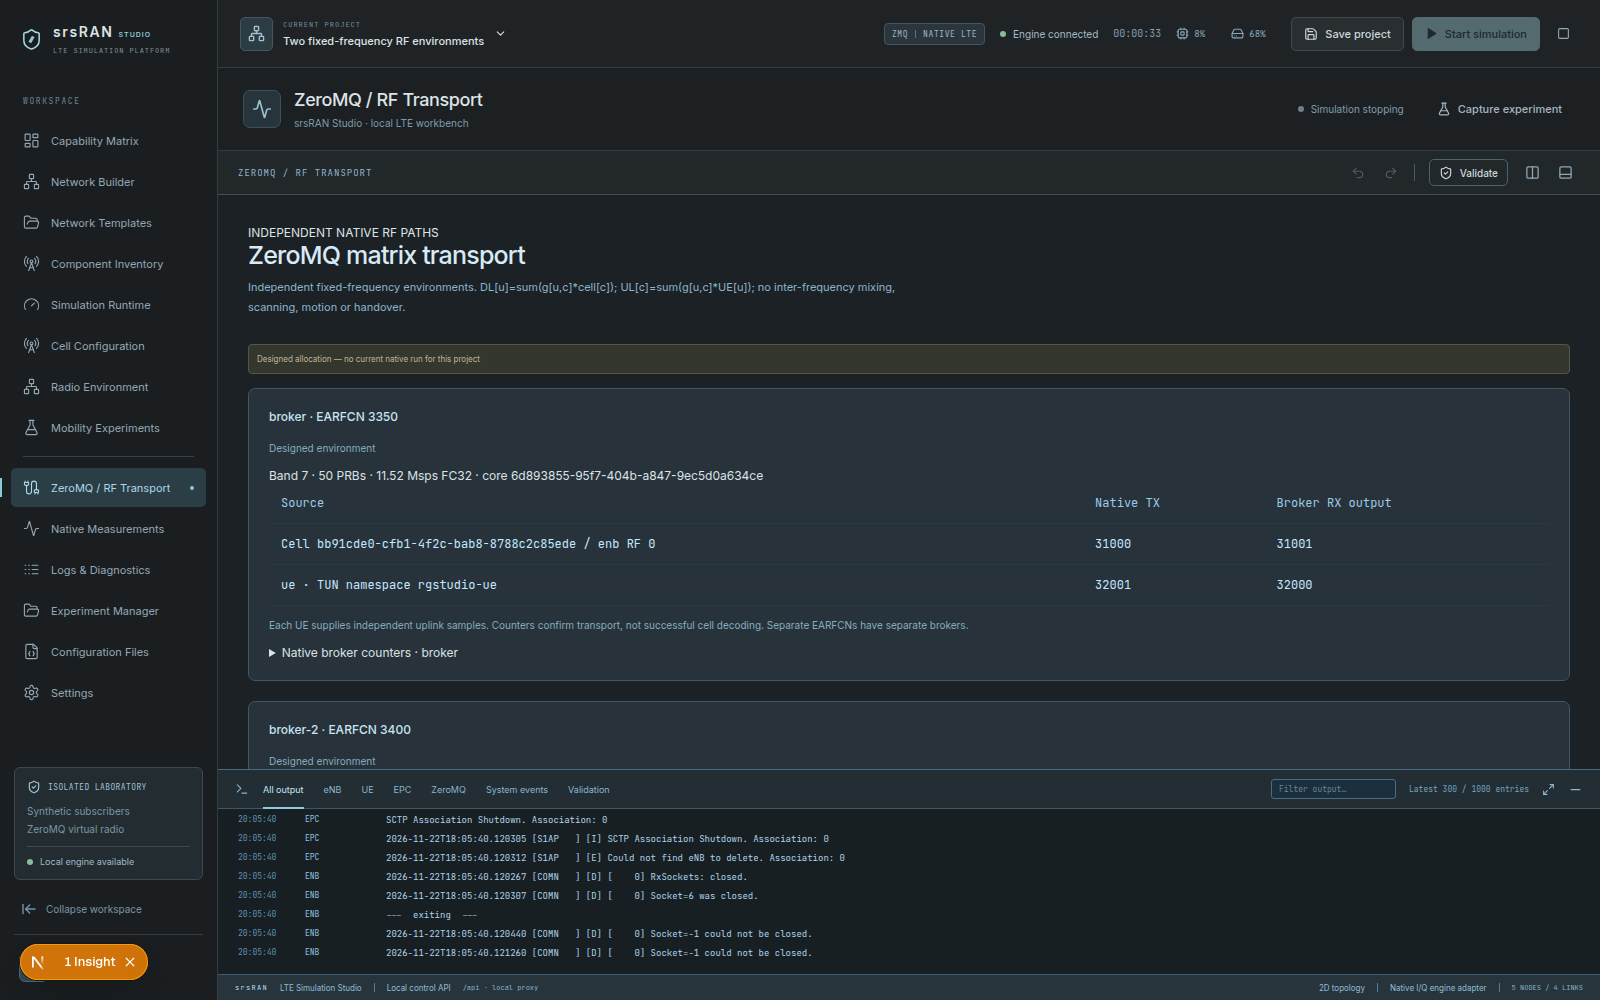 srsRAN STUDIO
LTE SIMULATION PLATFORM
WORKSPACE
Capability Matrix
Network Builder
Network Templates
Component Inventory
Simulation Runtime
Cell Configuration
Radio Environment
Mobility Experiments
ZeroMQ / RF Transport
Native Measurements
Logs & Diagnostics
Experiment Manager
Configuration Files
Settings
ISOLATED LABORATORY
Synthetic subscribers
ZeroMQ virtual radio
Local engine available
Collapse workspace
1 Insight
CURRENT PROJECT
Two fixed-frequency RF environments
ZMQ | NATIVE LTE
Engine connected
00:00:33
8%
68%
Save project
Start simulation
ZeroMQ / RF Transport
srsRAN Studio · local LTE workbench
Simulation stopping
Capture experiment
ZEROMQ / RF TRANSPORT
Validate
INDEPENDENT NATIVE RF PATHS
ZeroMQ matrix transport
Independent fixed-frequency environments. DL[u]=sum(g[u,c]*cell[c]); UL[c]=sum(g[u,c]*UE[u]); no inter-frequency mixing,
scanning, motion or handover.
Designed allocation — no current native run for this project
broker · EARFCN 3350
Designed environment
Band 7 · 50 PRBs · 11.52 Msps FC32 · core 6d893855-95f7-404b-a847-9ec5d0a634ce
Source Native TX Broker RX output
Cell bb91cde0-cfb1-4f2c-bab8-8788c2c85ede / enb RF 0 31000 31001
ue · TUN namespace rgstudio-ue 32001 32000
Each UE supplies independent uplink samples. Counters confirm transport, not successful cell decoding. Separate EARFCNs have separate brokers.
Native broker counters · broker
broker-2 · EARFCN 3400
Designed environment
All output eNB UE EPC ZeroMQ System events Validation
Filter output…
Latest 300 / 1000 entries
20:05:40 EPC SCTP Association Shutdown. Association: 0
20:05:40 EPC 2026-11-22T18:05:40.120305 [S1AP   ] [I] SCTP Association Shutdown. Association: 0
20:05:40 EPC 2026-11-22T18:05:40.120312 [S1AP   ] [E] Could not find eNB to delete. Association: 0
20:05:40 ENB 2026-11-22T18:05:40.120267 [COMN   ] [D] [    0] RxSockets: closed.
20:05:40 ENB 2026-11-22T18:05:40.120307 [COMN   ] [D] [    0] Socket=6 was closed.
20:05:40 ENB ---  exiting  ---
20:05:40 ENB 2026-11-22T18:05:40.120440 [COMN   ] [D] [    0] Socket=-1 could not be closed.
20:05:40 ENB 2026-11-22T18:05:40.121260 [COMN   ] [D] [    0] Socket=-1 could not be closed.
srsRAN LTE Simulation Studio | Local control API /api · local proxy
2D topology | Native I/Q engine adapter | 5 NODES / 4 LINKS